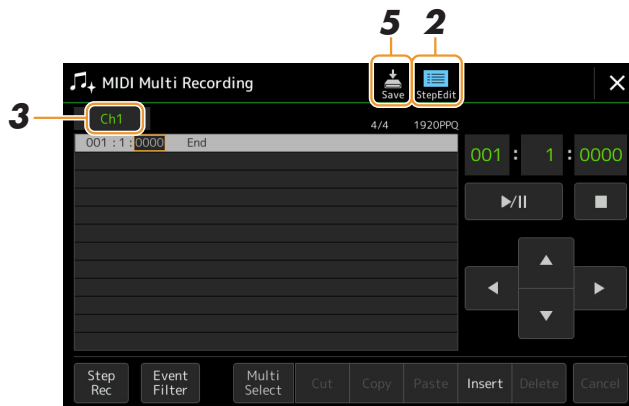 5 2
MIDI Multi Recording Save StepEdit
3 Ch1 4/4 1920PPQ
001 : 1 : 0000 End
001 : 1 : 0000
Step Rec Event Filter Multi Select Cut Copy Paste Insert Delete Cancel